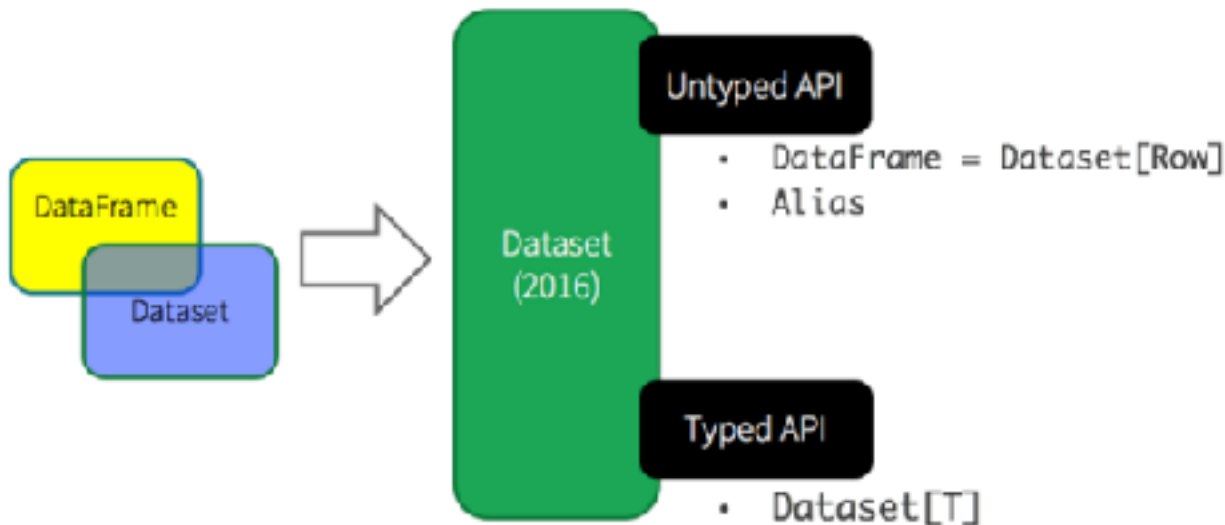 DataFrame
Dataset
Dataset
(2016)
Untyped API
• DataFrame = Dataset[Row]
• Alias
Typed API
• Dataset[T]